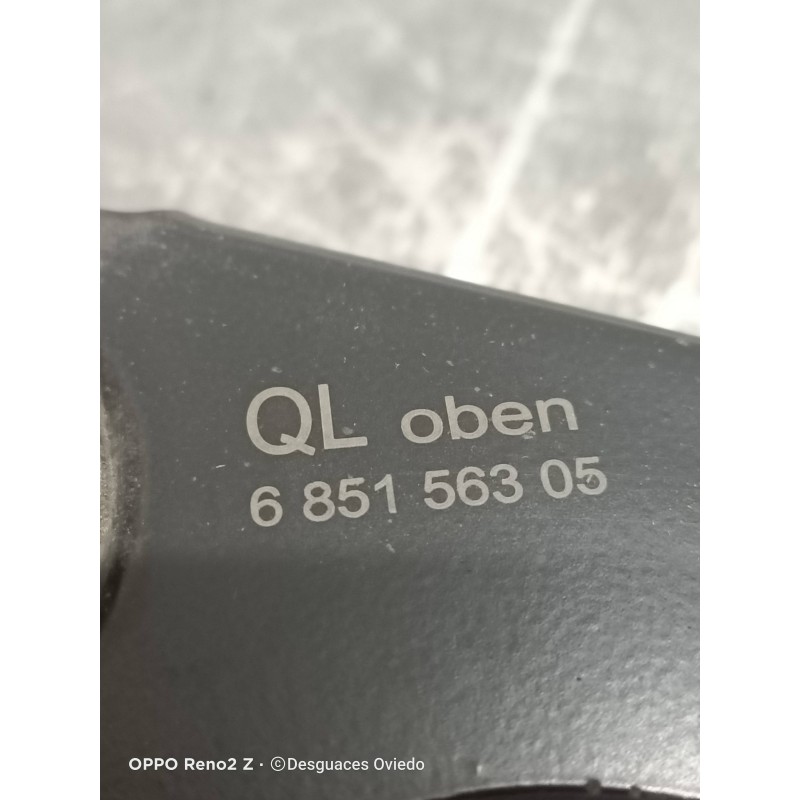 QL oben
6 851 563 05
OPPO Reno2 Z · ©Desguaces Oviedo